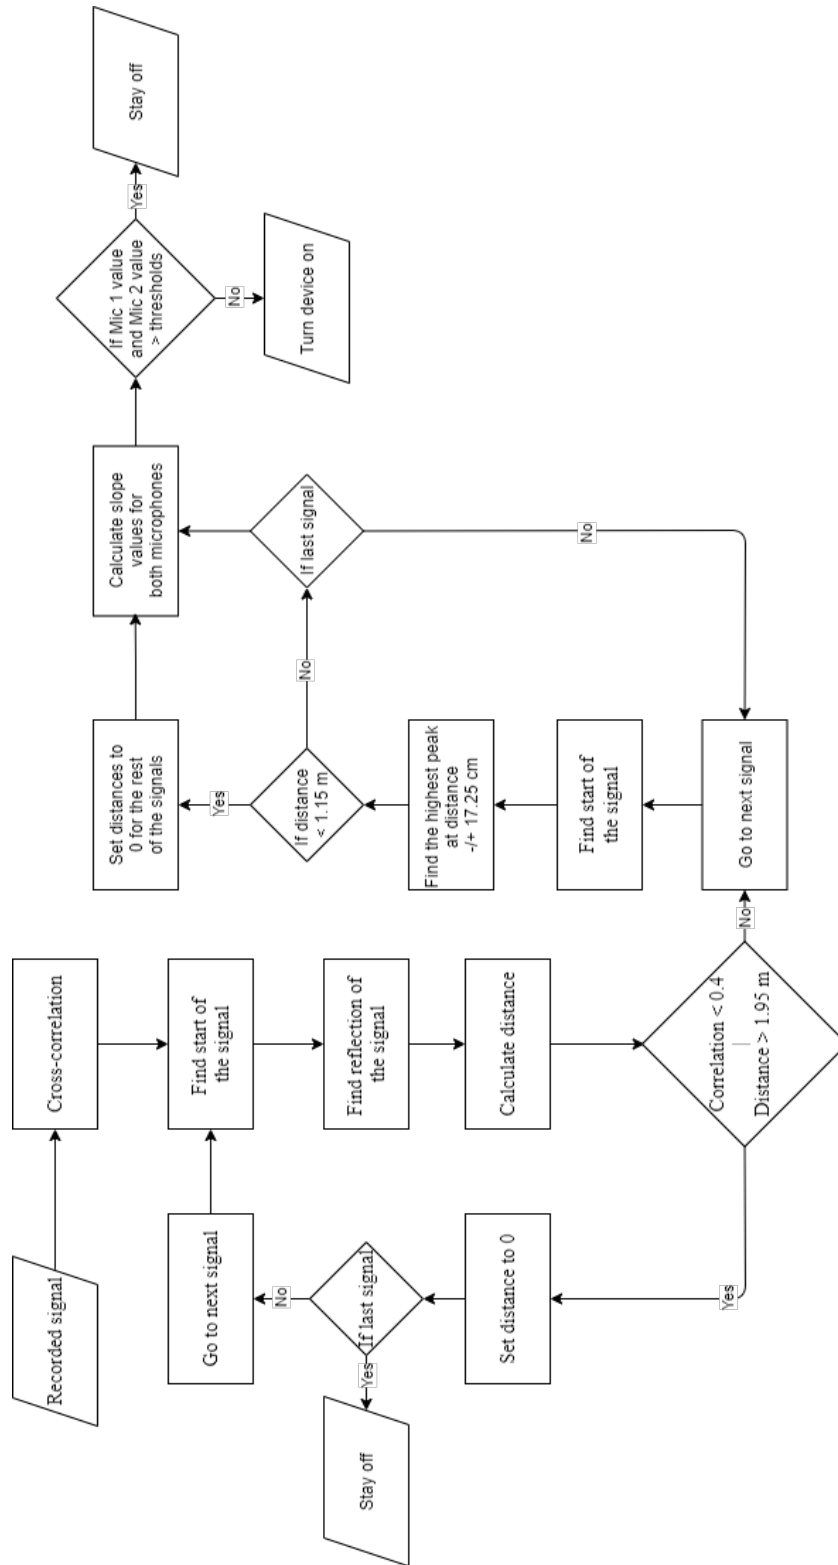 Recorded signal
Cross-correlation
Find start of
the signal
Find reflection of
the signal
Calculate distance
Correlation < 0.4
|
Distance > 1.95 m
Yes
Set distance to 0
If last signal
Yes
Stay off
No
Go to next signal
No
Go to next signal
Find start of
the signal
Find the highest peak
at distance
-/+ 17.25 cm
If distance
< 1.15 m
Yes
Set distances to
0 for the rest
of the signals
No
If last signal
No
Calculate slope
values for
both microphones
If Mic 1 value
and Mic 2 value
> thresholds
Yes
Stay off
No
Turn device on